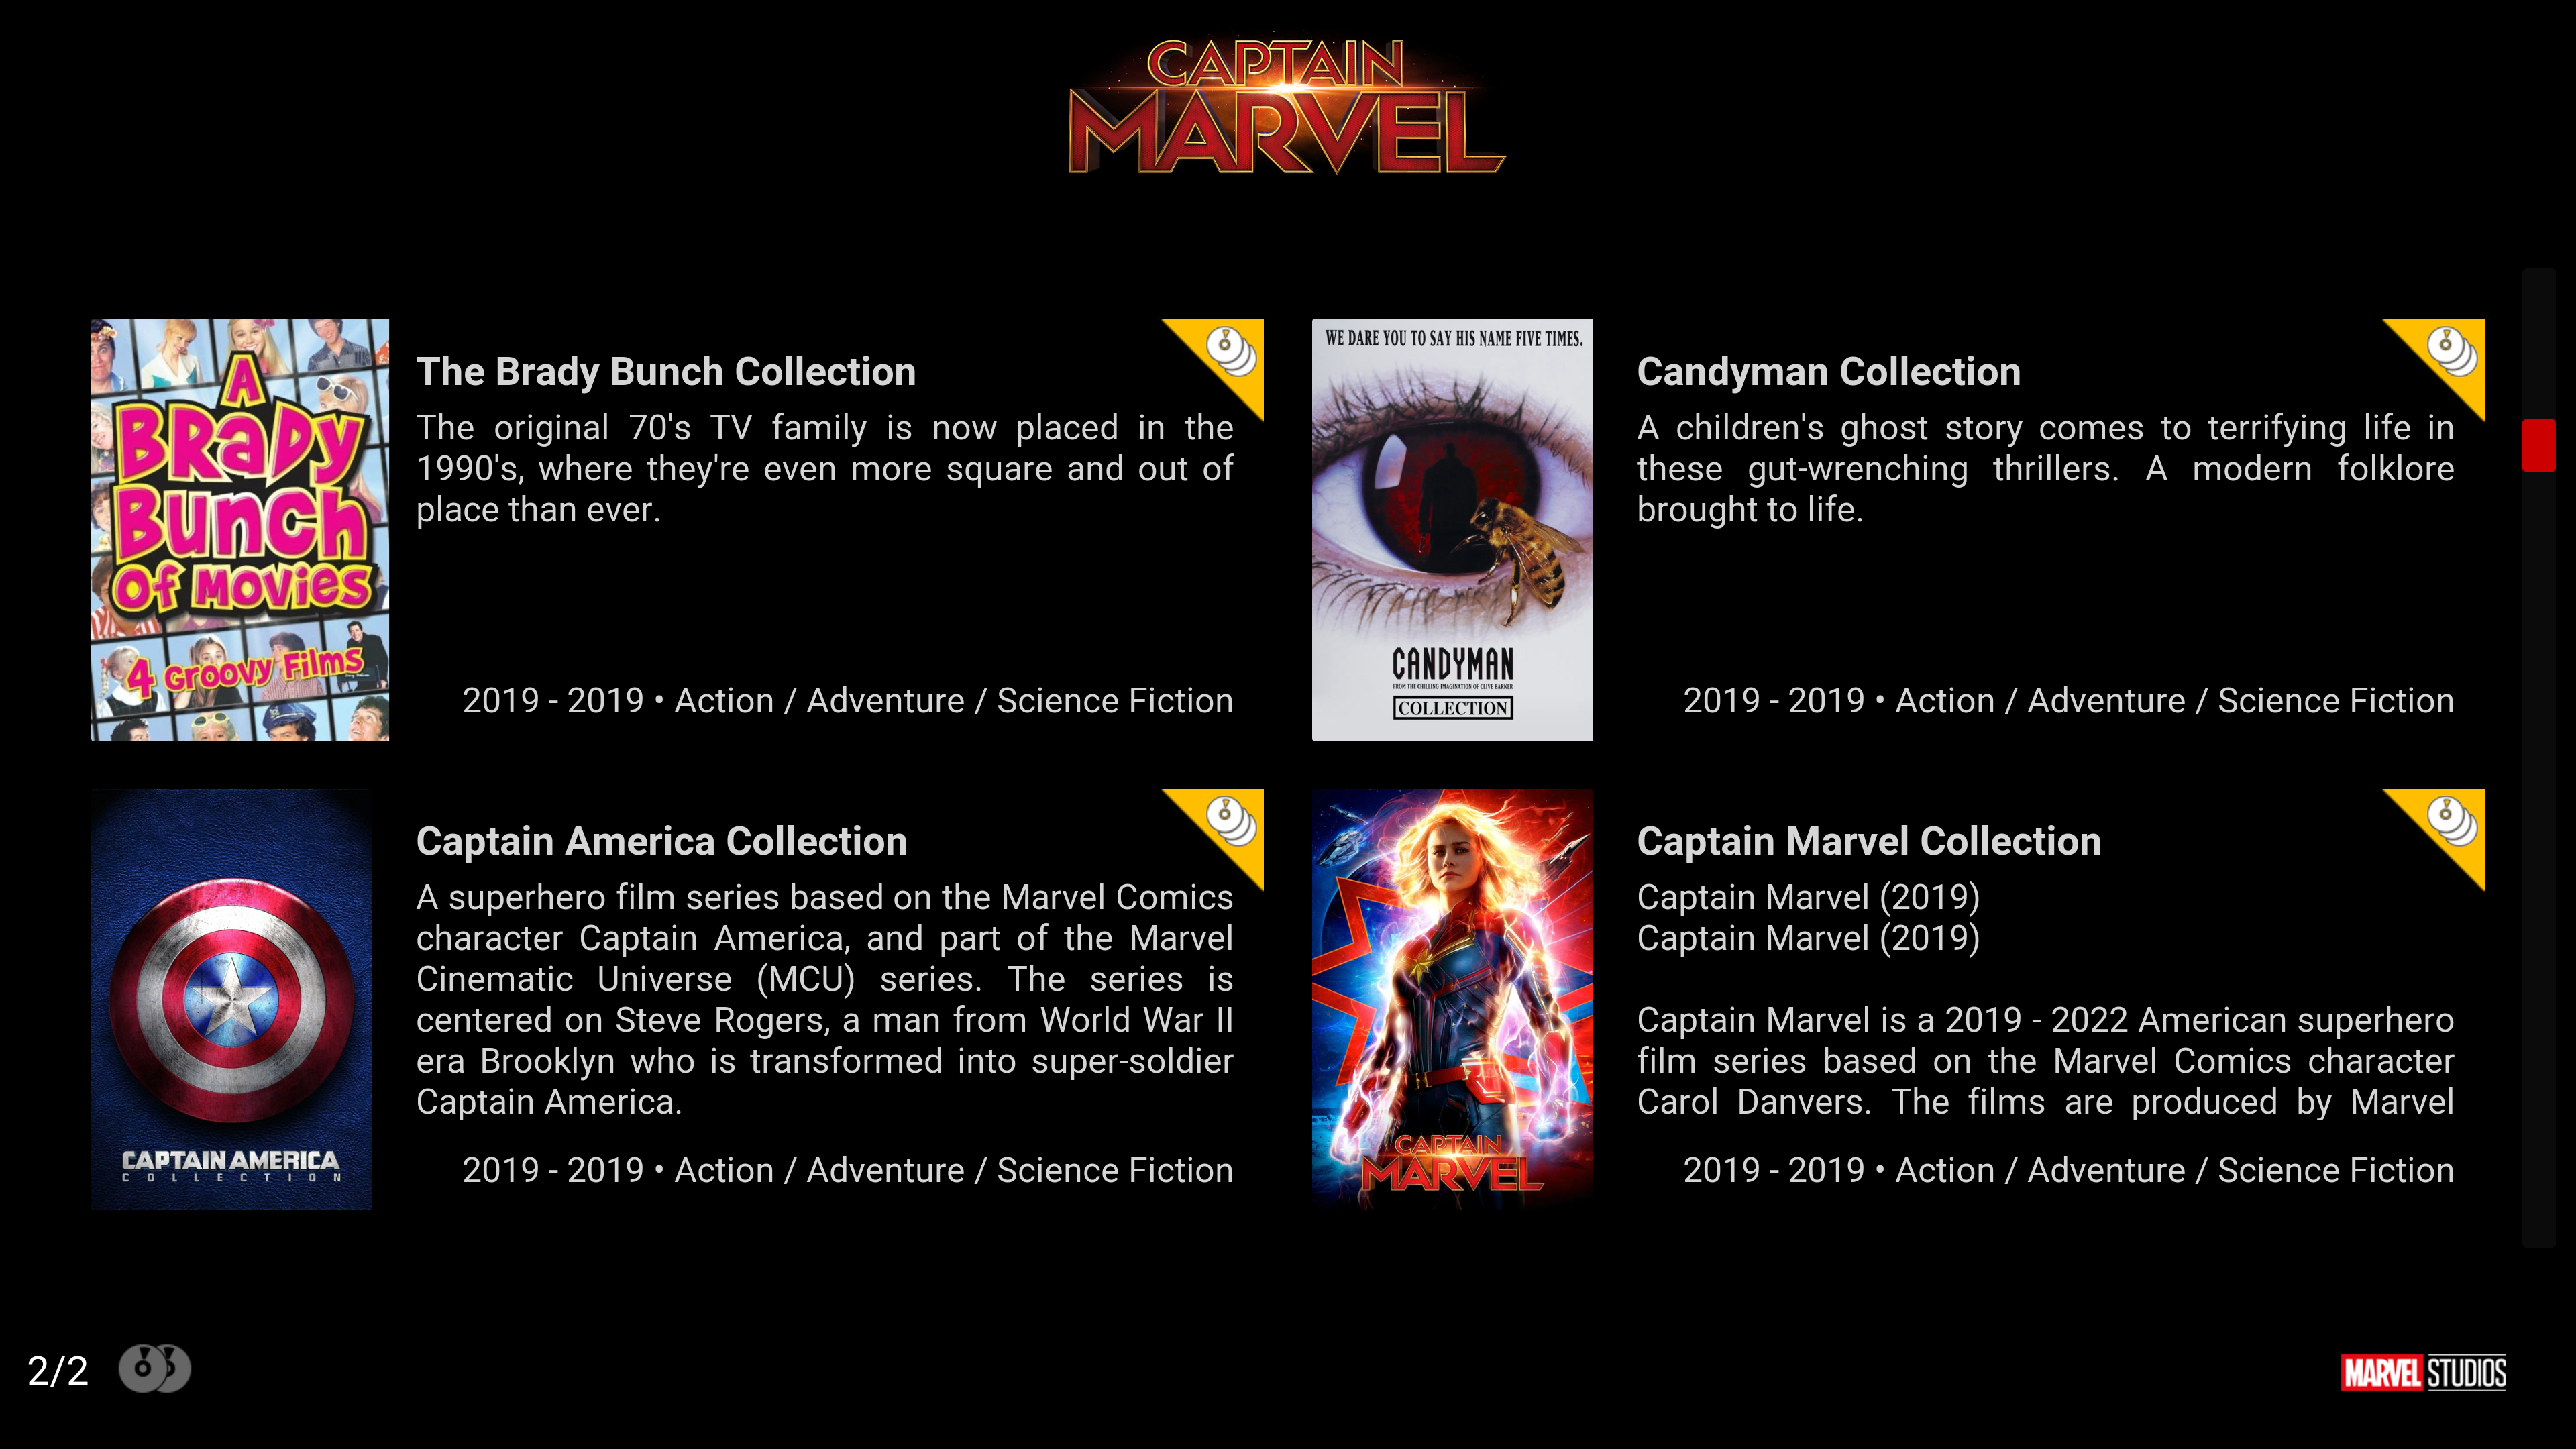 CAPTAIN
MARVEL
A
BRADY
BUNCH
OF MOVIES
4 GROOVY FILMS
The Brady Bunch Collection
The original 70's TV family is now placed in the
1990's, where they're even more square and out of
place than ever.
2019 - 2019 • Action / Adventure / Science Fiction
WE DARE YOU TO SAY HIS NAME FIVE TIMES.
CANDYMAN
FROM THE CHILLING IMAGINATION OF CLIVE BARKER
COLLECTION
Candyman Collection
A children's ghost story comes to terrifying life in
these gut-wrenching thrillers. A modern folklore
brought to life.
2019 - 2019 • Action / Adventure / Science Fiction
CAPTAIN AMERICA
COLLECTION
Captain America Collection
A superhero film series based on the Marvel Comics
character Captain America, and part of the Marvel
Cinematic Universe (MCU) series. The series is
centered on Steve Rogers, a man from World War II
era Brooklyn who is transformed into super-soldier
Captain America.
2019 - 2019 • Action / Adventure / Science Fiction
CAPTAIN
MARVEL
Captain Marvel Collection
Captain Marvel (2019)
Captain Marvel (2019)
Captain Marvel is a 2019 - 2022 American superhero
film series based on the Marvel Comics character
Carol Danvers. The films are produced by Marvel
2019 - 2019 • Action / Adventure / Science Fiction
2/2
MARVEL STUDIOS